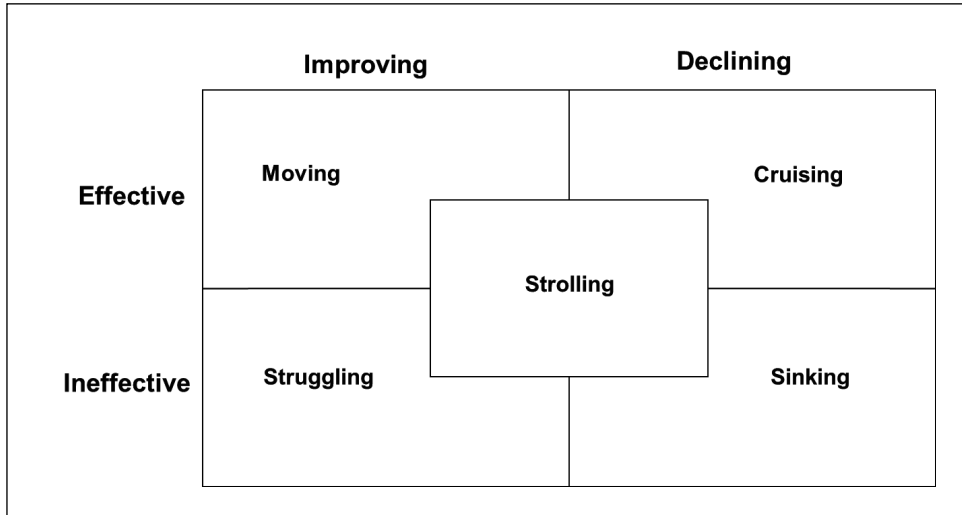 Improving
Declining
Moving
Cruising
Effective
Strolling
Struggling
Sinking
Ineffective